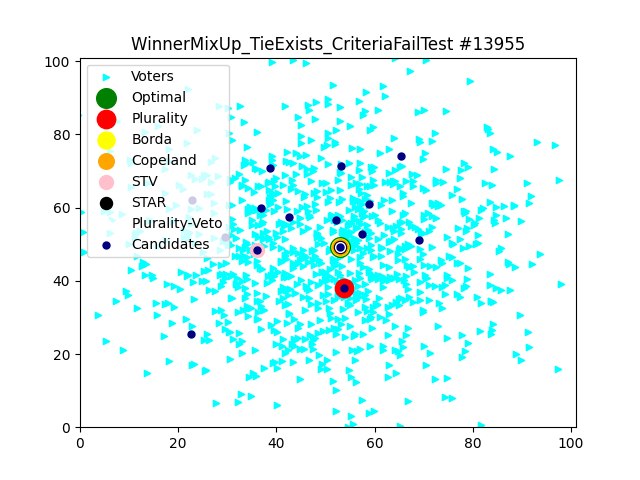 WinnerMixUp_TieExists_CriteriaFailTest #13955
Voters
Optimal
Plurality
Borda
Copeland
STV
STAR
Plurality-Veto
Candidates
100
80
60
40
20
0
0 20 40 60 80 100